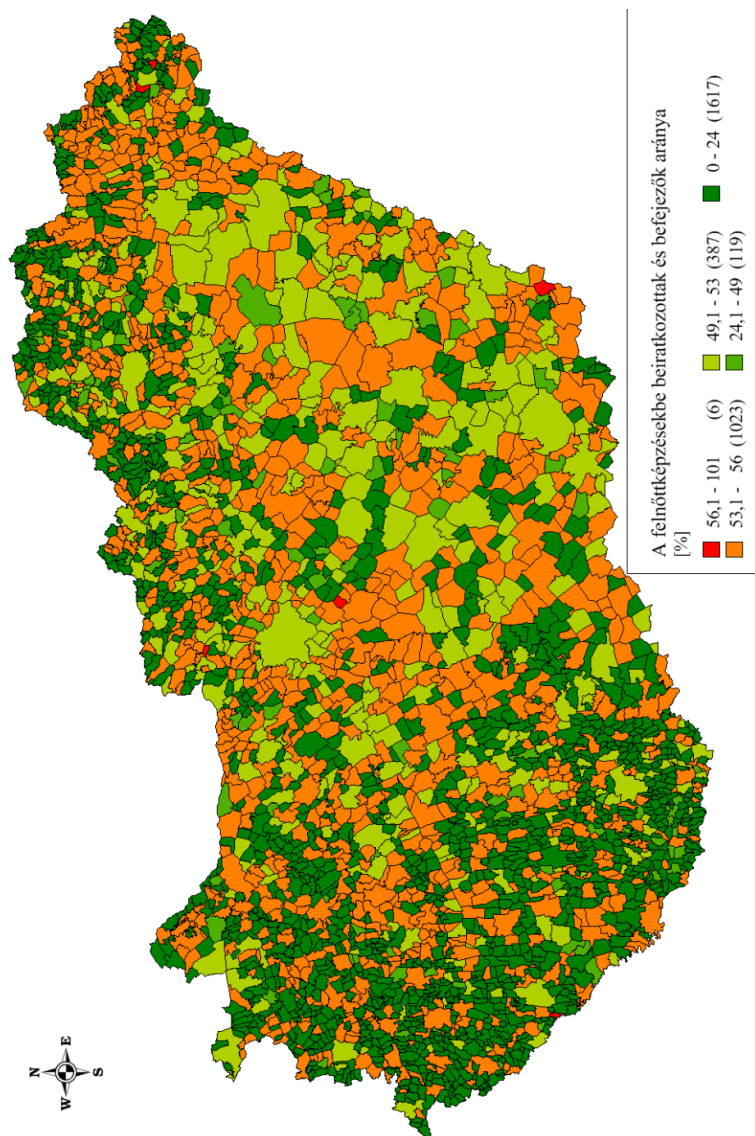 N
W E
S
A felnőttképzésekbe beiratkozottak és befejezők aránya
[%]
56,1 - 101 (6) 49,1 - 53 (387) 0 - 24 (1617)
53,1 - 56 (1023) 24,1 - 49 (119)